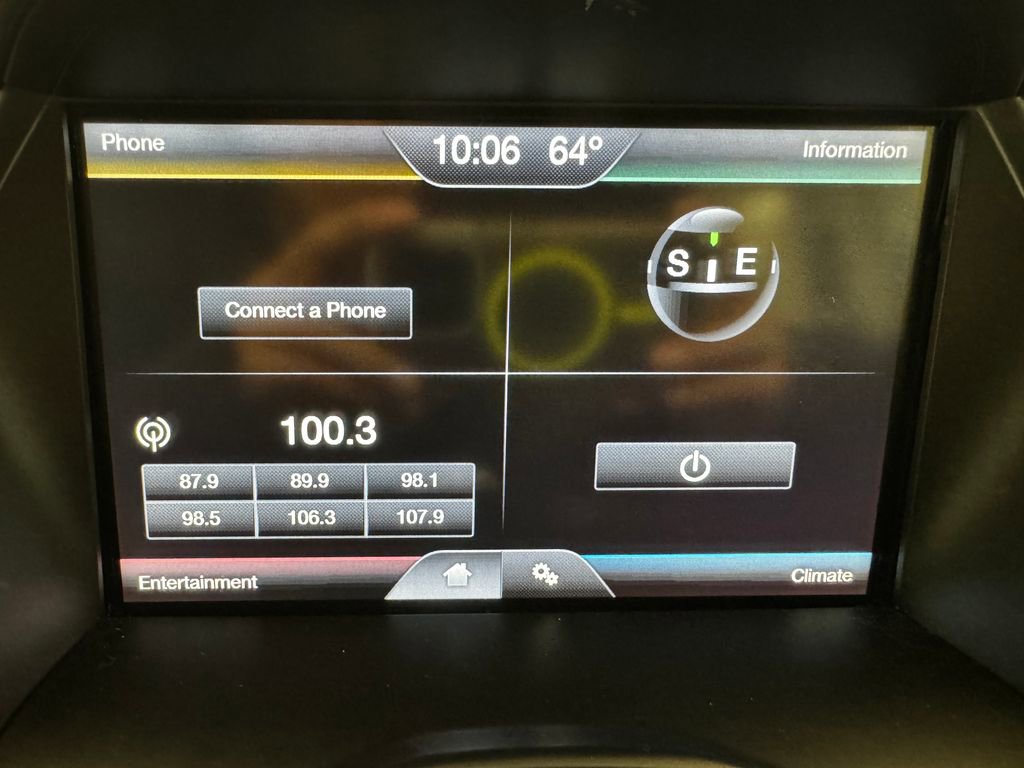 Phone
10:06 64º
Information
S E
Connect a Phone
100.3
87.9 89.9 98.1
98.5 106.3 107.9
Entertainment
Climate